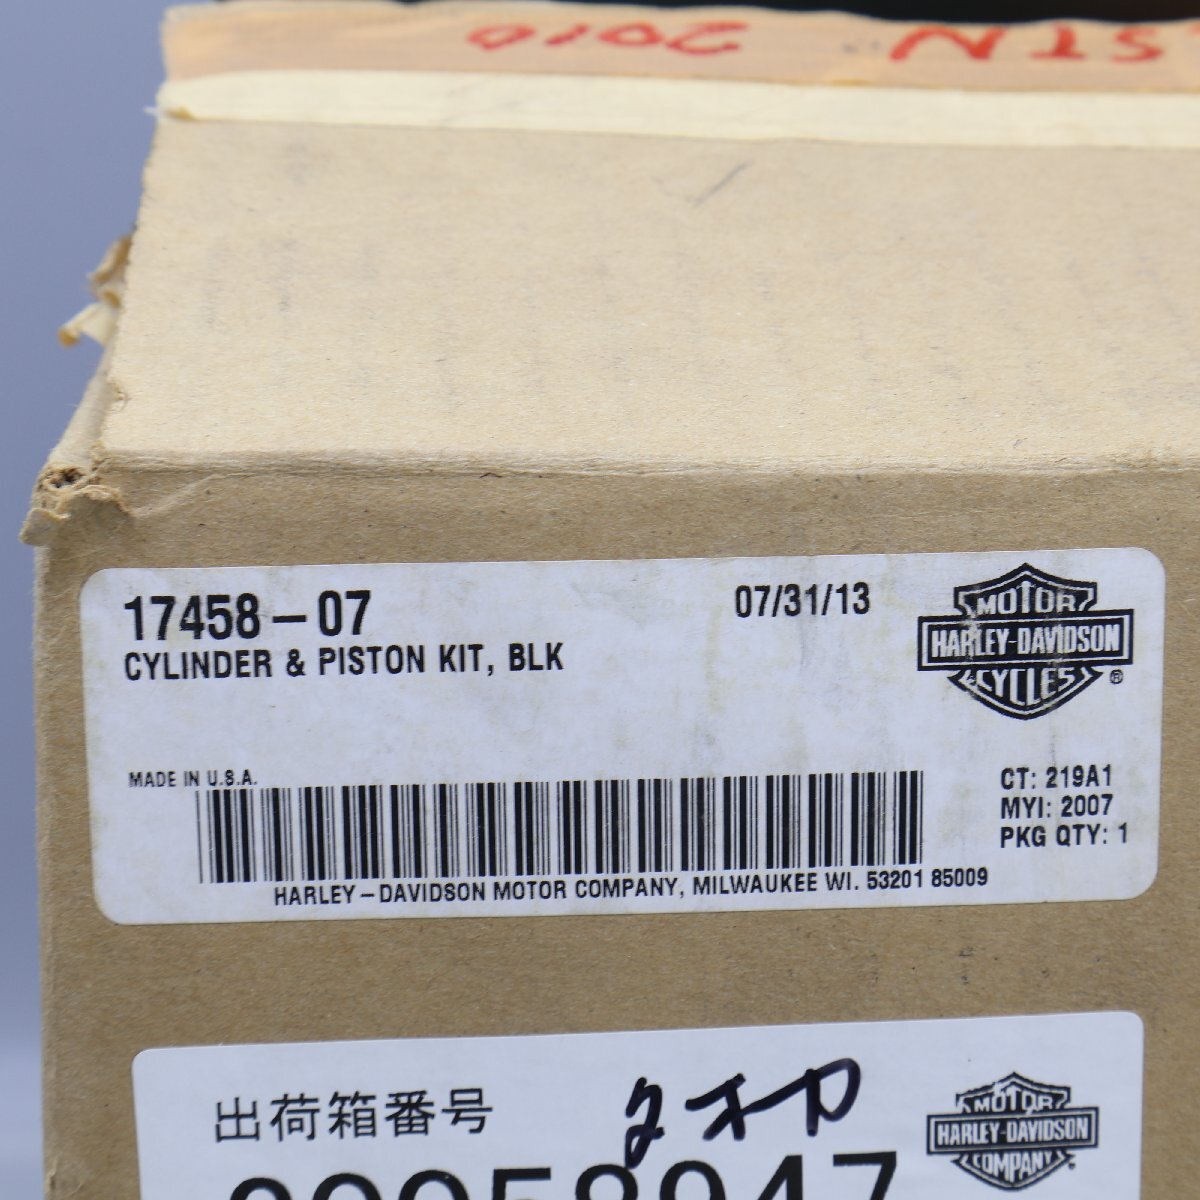 2010
17458-07
07/31/13
CYLINDER & PISTON KIT, BLK
MOTOR
HARLEY-DAVIDSON
CYCLES
®
MADE IN U.S.A.
CT: 219A1
MYI: 2007
PKG QTY: 1
HARLEY-DAVIDSON MOTOR COMPANY, MILWAUKEE WI. 53201 85009
出荷箱番号
MOTOR
HARLEY-DAVIDSON
COMPANY